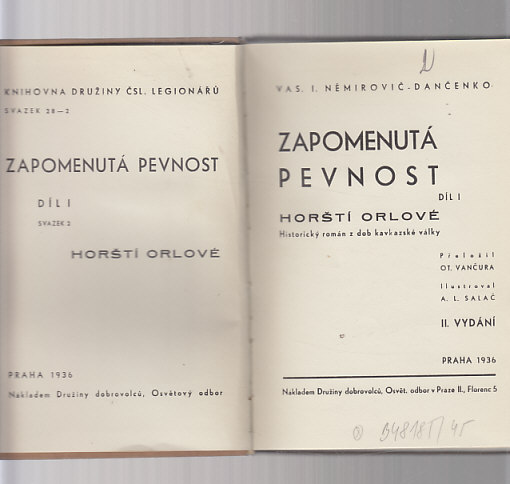 KNIHOVNA DRUŽINY ČSL. LEGIONÁŘŮ
SVAZEK 28—2
ZAPOMENUTÁ PEVNOST
DÍL I
SVAZEK 2
HORŠTÍ ORLOVÉ
PRAHA 1936
Nakladem Družiny dobrovolců, Osvětový odbor
VAS. I. NĚMIROVIČ-DANČENKO
ZAPOMENUTÁ
PEVNOST
DÍL I
HORŠTÍ ORLOVÉ
Historický román z dob kavkazské války
Přeložil
OT. VANČURA
Ilustroval
A. L. SALAČ
II. VYDÁNÍ
PRAHA 1936
Nakladem Družiny dobrovolců, Osvět. odbor v Praze II., Florenc 5